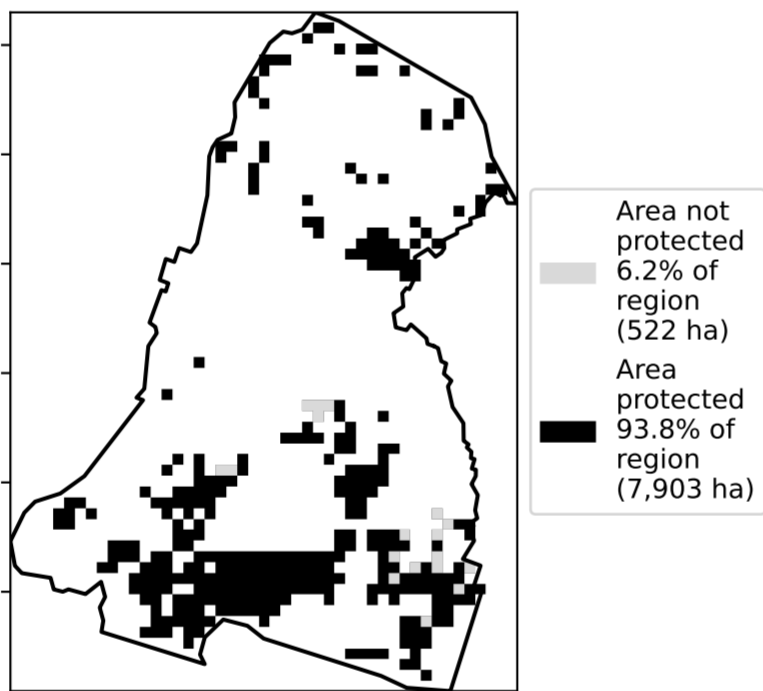 Area not
protected
6.2% of
region
(522 ha)
Area
protected
93.8% of
region
(7,903 ha)